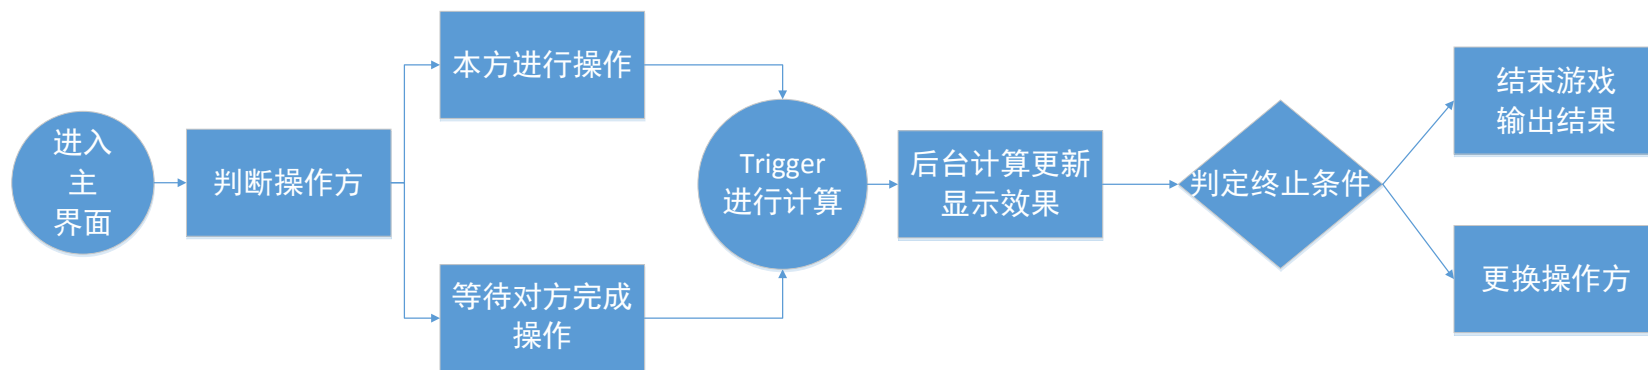 进入
主
界面
判断操作方
本方进行操作
等待对方完成
操作
Trigger
进行计算
后台计算更新
显示效果
判定终止条件
结束游戏
输出结果
更换操作方